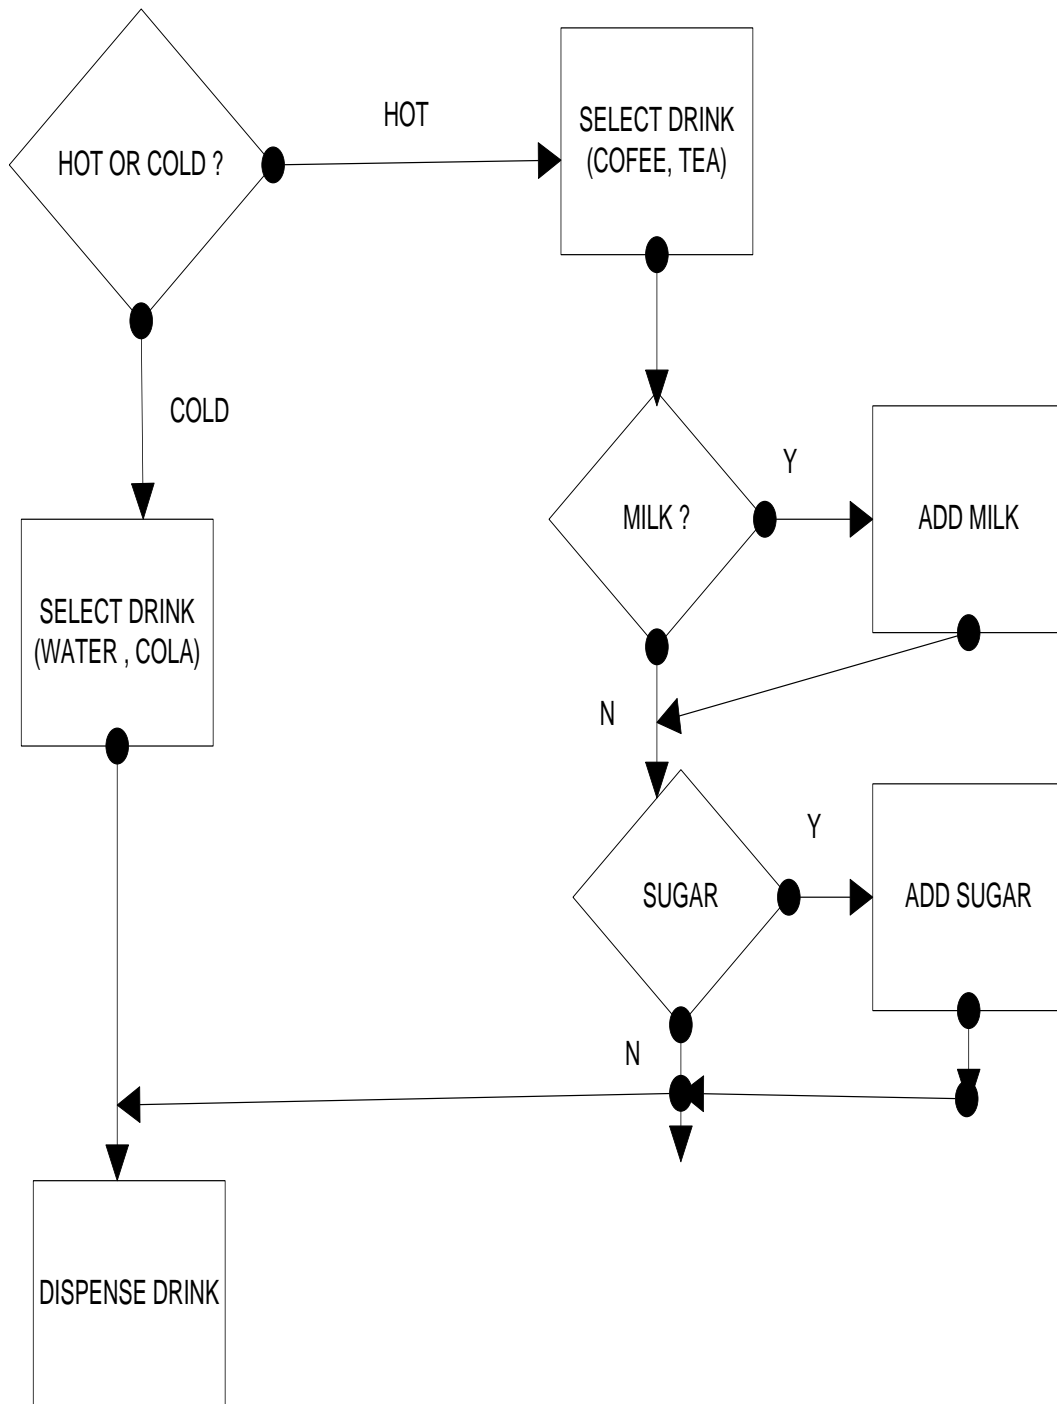 HOT OR COLD ?
HOT
SELECT DRINK
(COFEE, TEA)
COLD
MILK ?
Y
ADD MILK
SELECT DRINK
(WATER , COLA)
N
SUGAR
Y
ADD SUGAR
N
DISPENSE DRINK